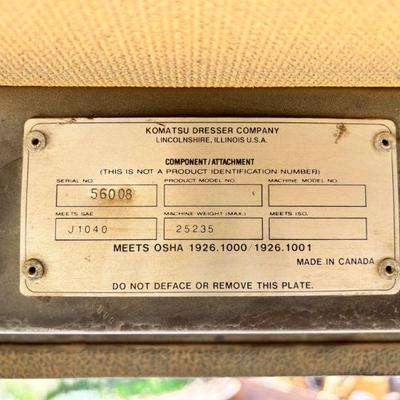 KOMATSU DRESSER COMPANY
LINCOLNSHIRE, ILLINOIS U.S.A.
COMPONENT/ATTACHMENT
(THIS IS NOT A PRODUCT IDENTIFICATION NUMBER)
SERIAL NO. PRODUCT MODEL NO. MACHINE MODEL NO.
56008
MEETS SAE MACHINE WEIGHT (MAX.) MEETS ISO.
J1040 25235
MEETS OSHA 1926.1000/1926.1001
MADE IN CANADA
DO NOT DEFACE OR REMOVE THIS PLATE.